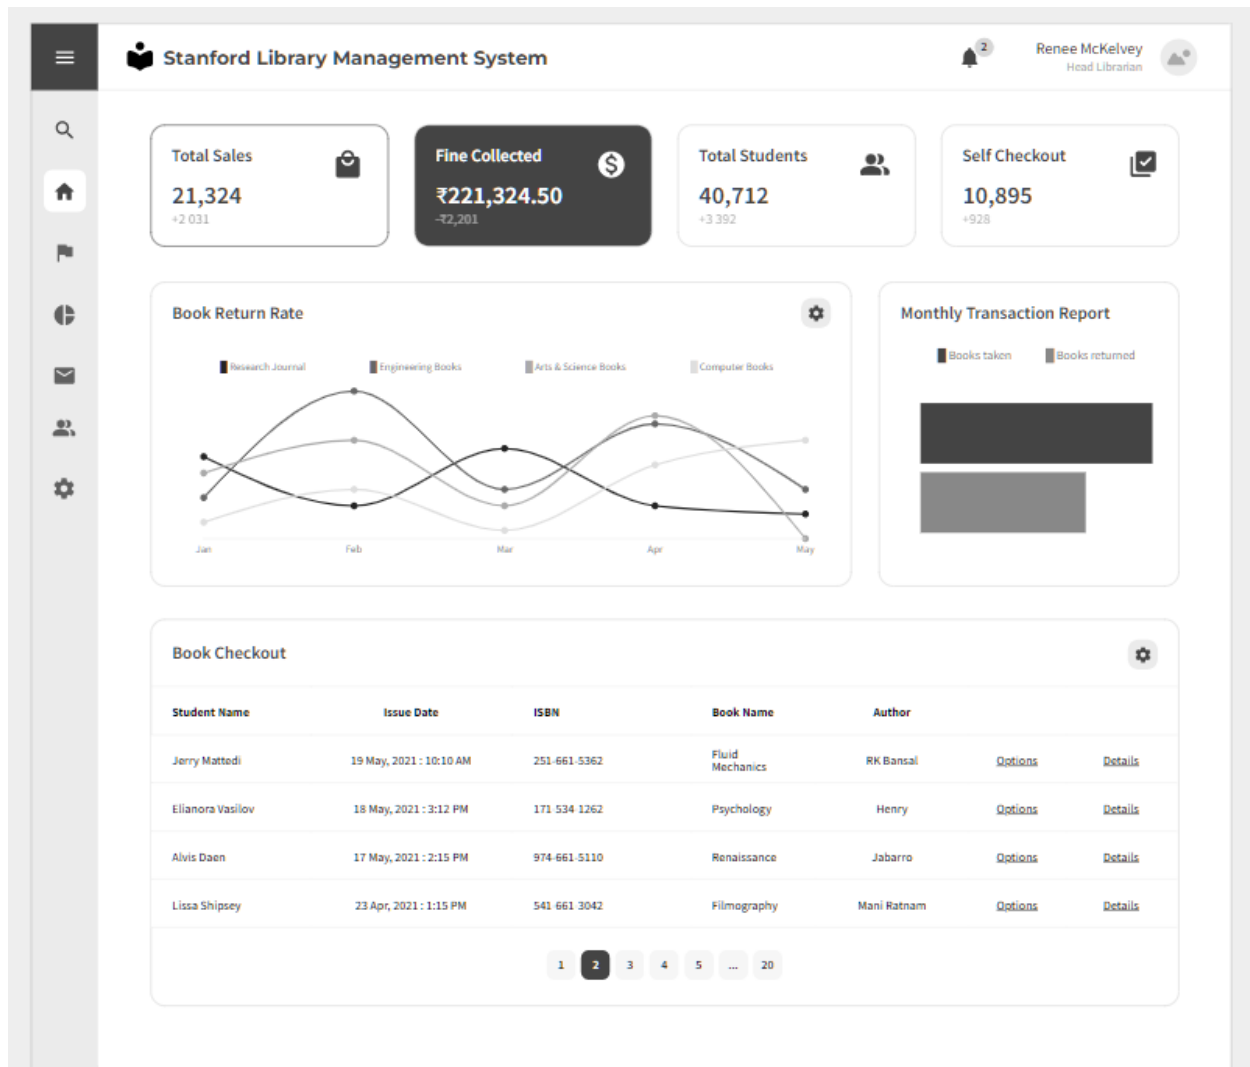 Stanford Library Management System
2
Renee McKelvey
Head Librarian
Total Sales
21,324
+2 031
Fine Collected
₹221,324.50
-₹2,201
Total Students
40,712
+3 392
Self Checkout
10,895
+928
Book Return Rate
Research Journal Engineering Books Arts & Science Books Computer Books
Jan Feb Mar Apr May
Monthly Transaction Report
Books taken Books returned
Book Checkout
Student Name Issue Date ISBN Book Name Author
Jerry Mattedi 19 May, 2021 : 10:10 AM 251-661-5362 Fluid Mechanics RK Bansal Options Details
Elianora Vasilov 18 May, 2021 : 3:12 PM 171-534-1262 Psychology Henry Options Details
Alvis Daen 17 May, 2021 : 2:15 PM 974-661-5110 Renaissance Jabarro Options Details
Lissa Shipsey 23 Apr, 2021 : 1:15 PM 541-661-3042 Filmography Mani Ratnam Options Details
1 2 3 4 5 ... 20